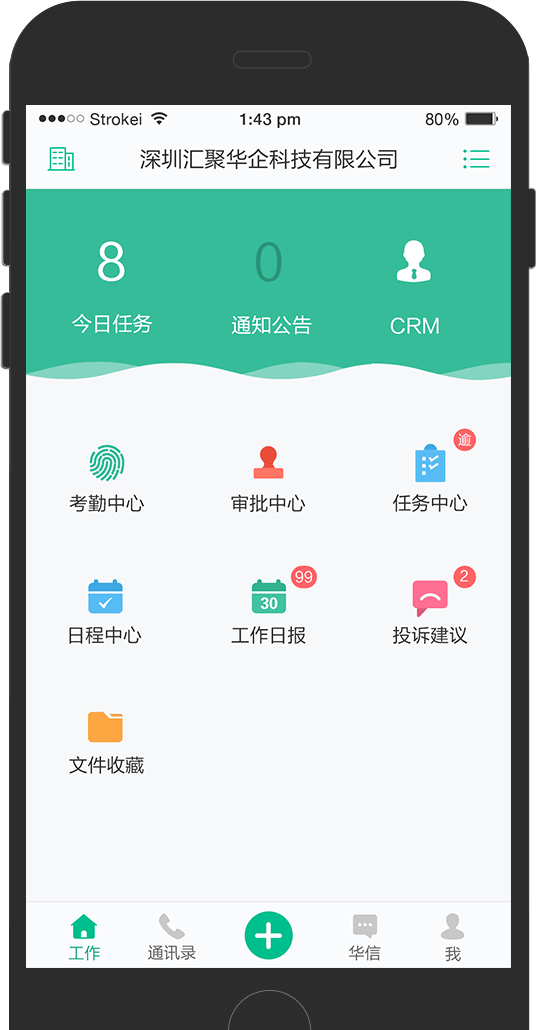 Strokei 1:43 pm 80%
深圳汇聚华企科技有限公司
8 0
今日任务 通知公告 CRM
逾
考勤中心 审批中心 任务中心
99 2
30
日程中心 工作日报 投诉建议
文件收藏
工作 通讯录 华信 我